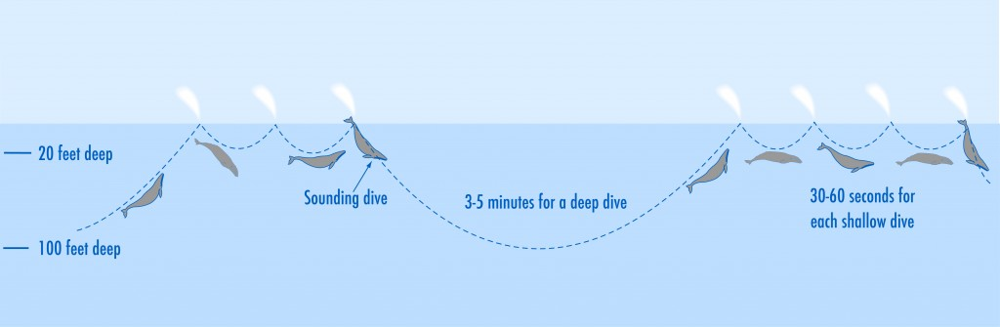 20 feet deep
Sounding dive
3-5 minutes for a deep dive
30-60 seconds for
each shallow dive
100 feet deep